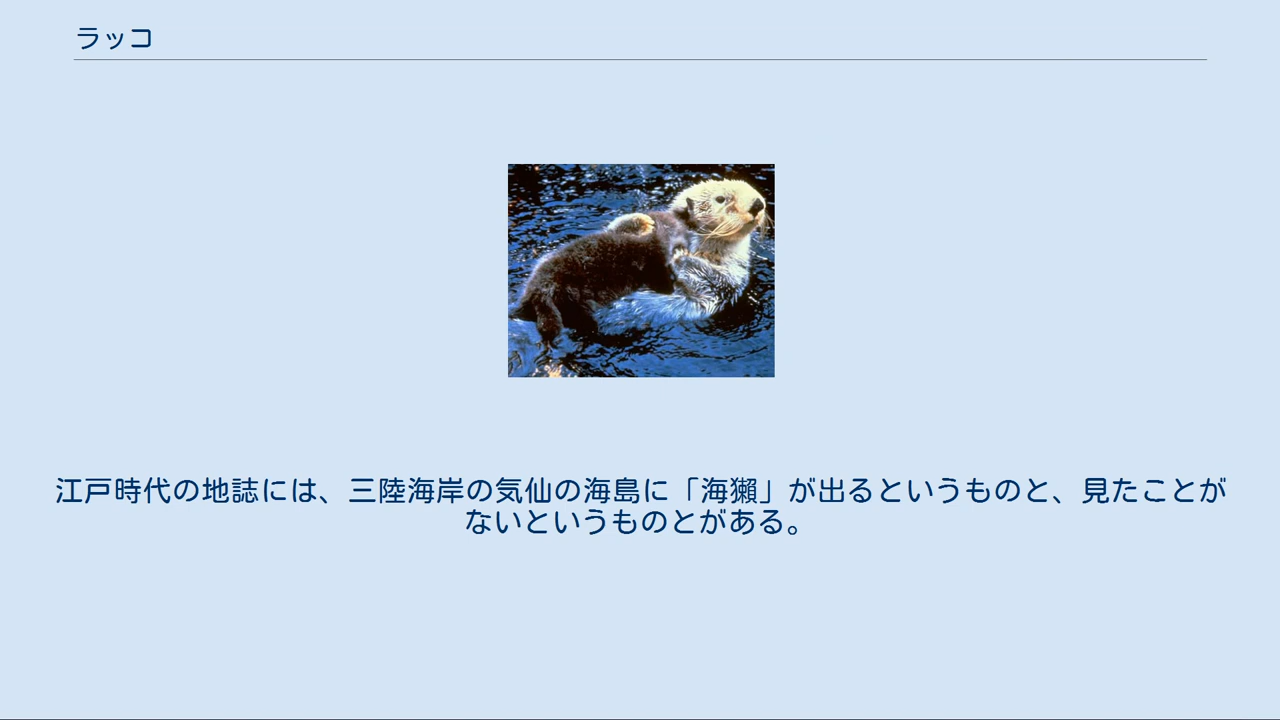 ラッコ
江戸時代の地誌には、三陸海岸の気仙の海島に「海獺」が出るというものと、見たことが
ないというものとがある。